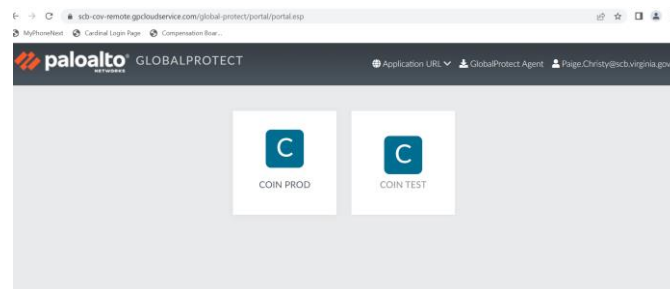 scb-cov-remote.gpcloudservice.com/global-protect/portal/portal.esp
MyPhoneNext Cardinal Login Page Compensation Boar...
paloalto NETWORKS GLOBALPROTECT Application URL GlobalProtect Agent Paige.Christy@scb.virginia.gov
C C
COIN PROD COIN TEST